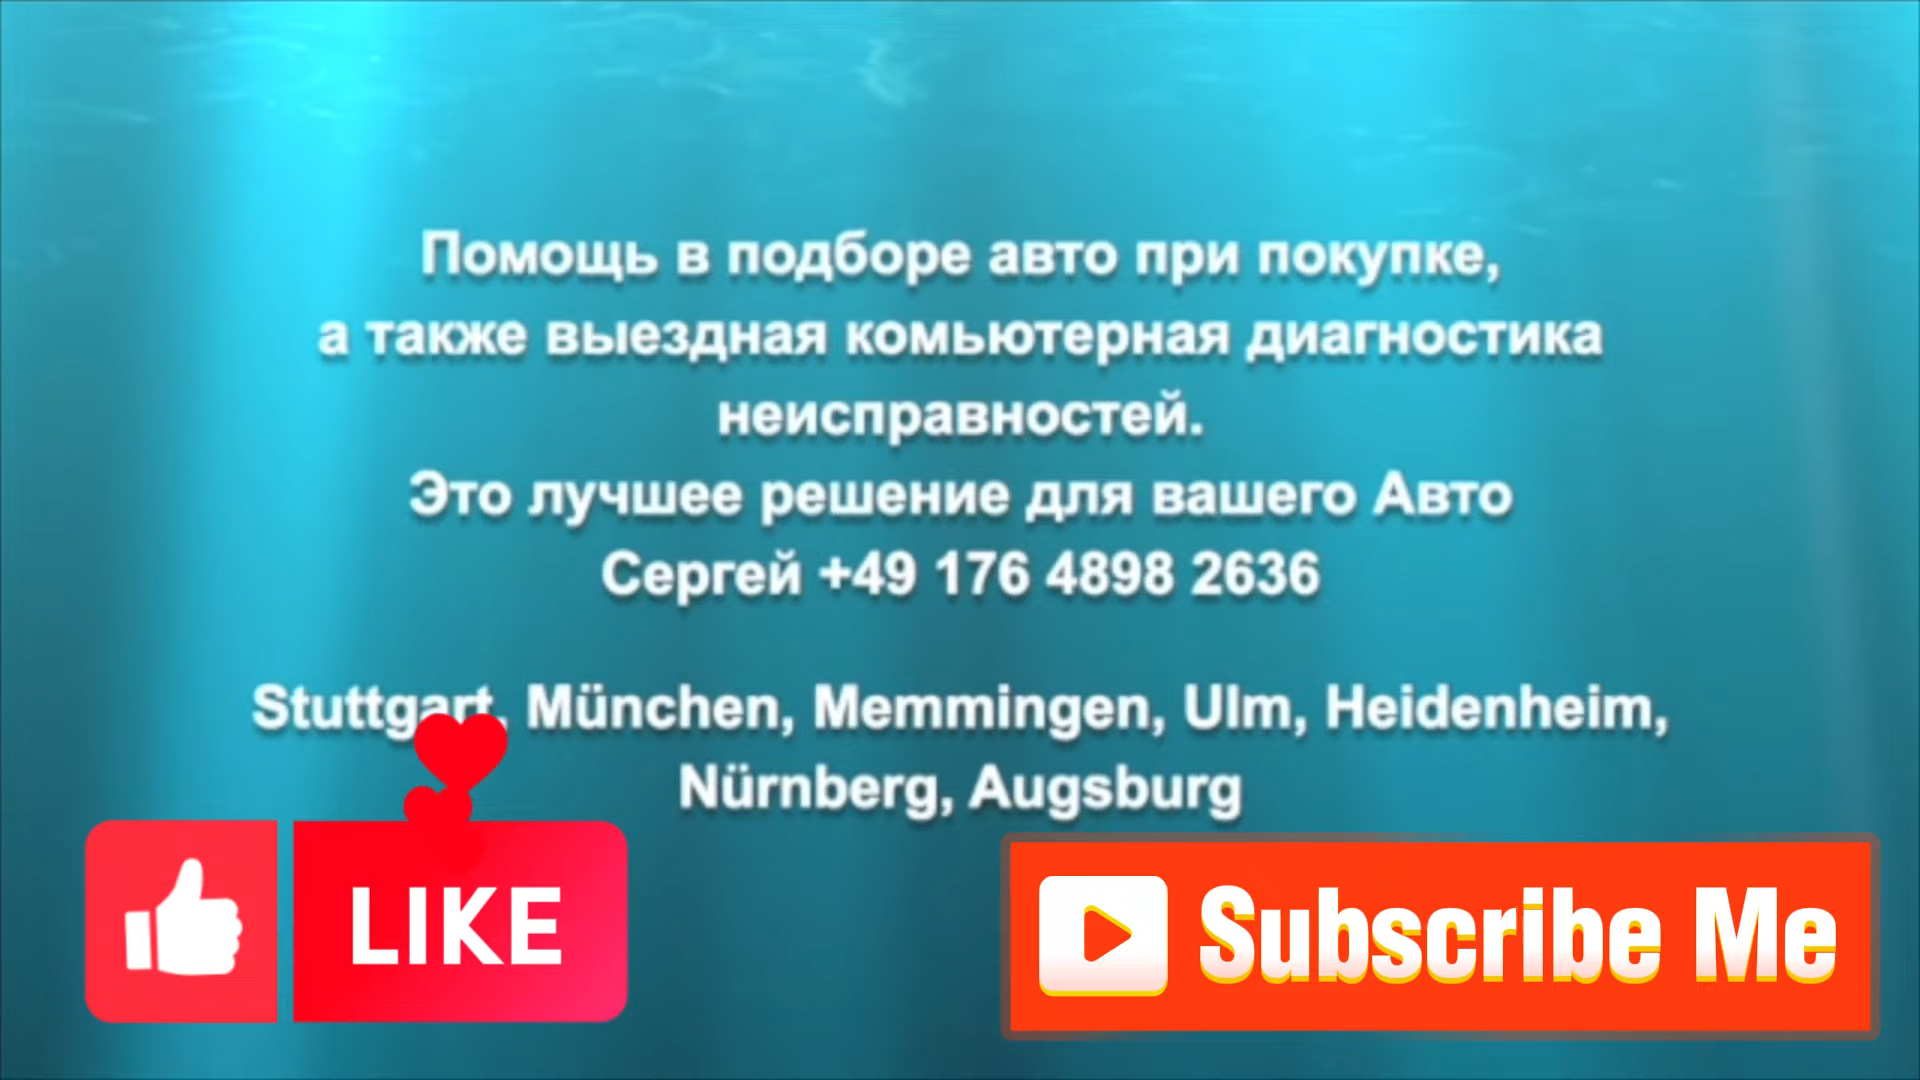 Помощь в подборе авто при покупке,
а также выездная комьютерная диагностика
неисправностей.
Это лучшее решение для вашего Авто
Сергей +49 176 4898 2636
Stuttgart, München, Memmingen, Ulm, Heidenheim,
Nürnberg, Augsburg
LIKE
Subscribe Me